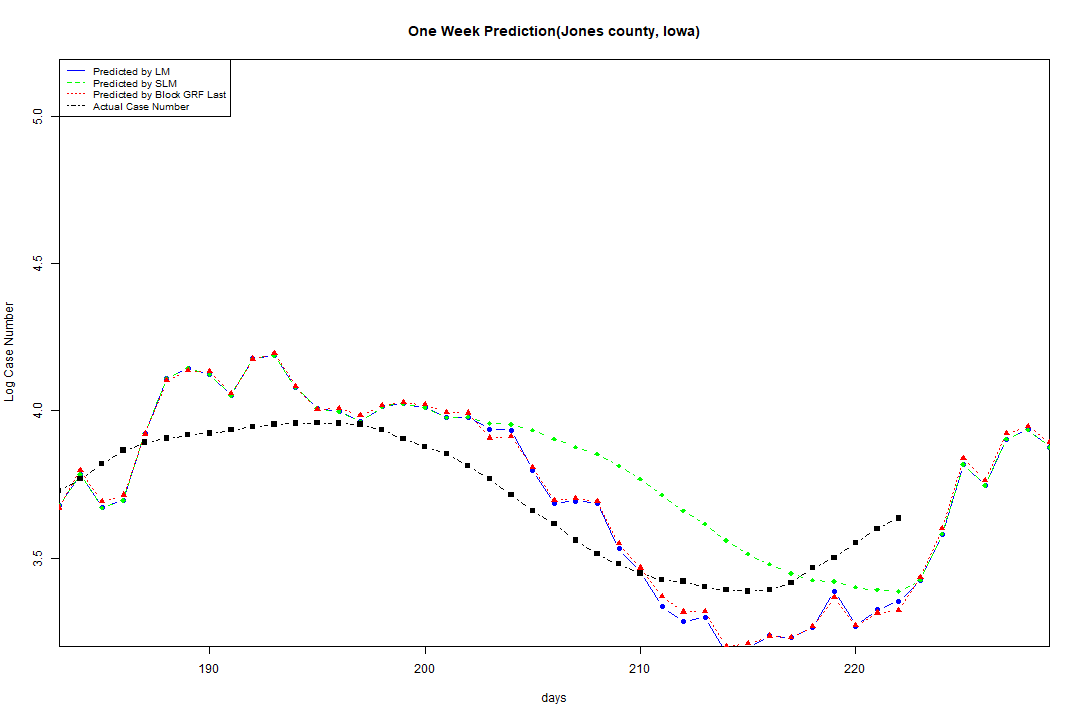 One Week Prediction(Jones county, Iowa)
Predicted by LM
Predicted by SLM
Predicted by Block GRF Last
Actual Case Number
5.0
4.5
4.0
3.5
Log Case Number
190 200 210 220
days